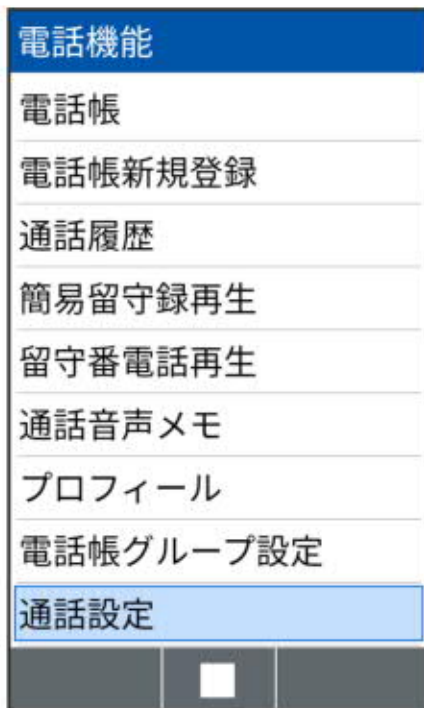 電話機能
電話帳
電話帳新規登録
通話履歴
簡易留守録再生
留守番電話再生
通話音声メモ
プロフィール
電話帳グループ設定
通話設定